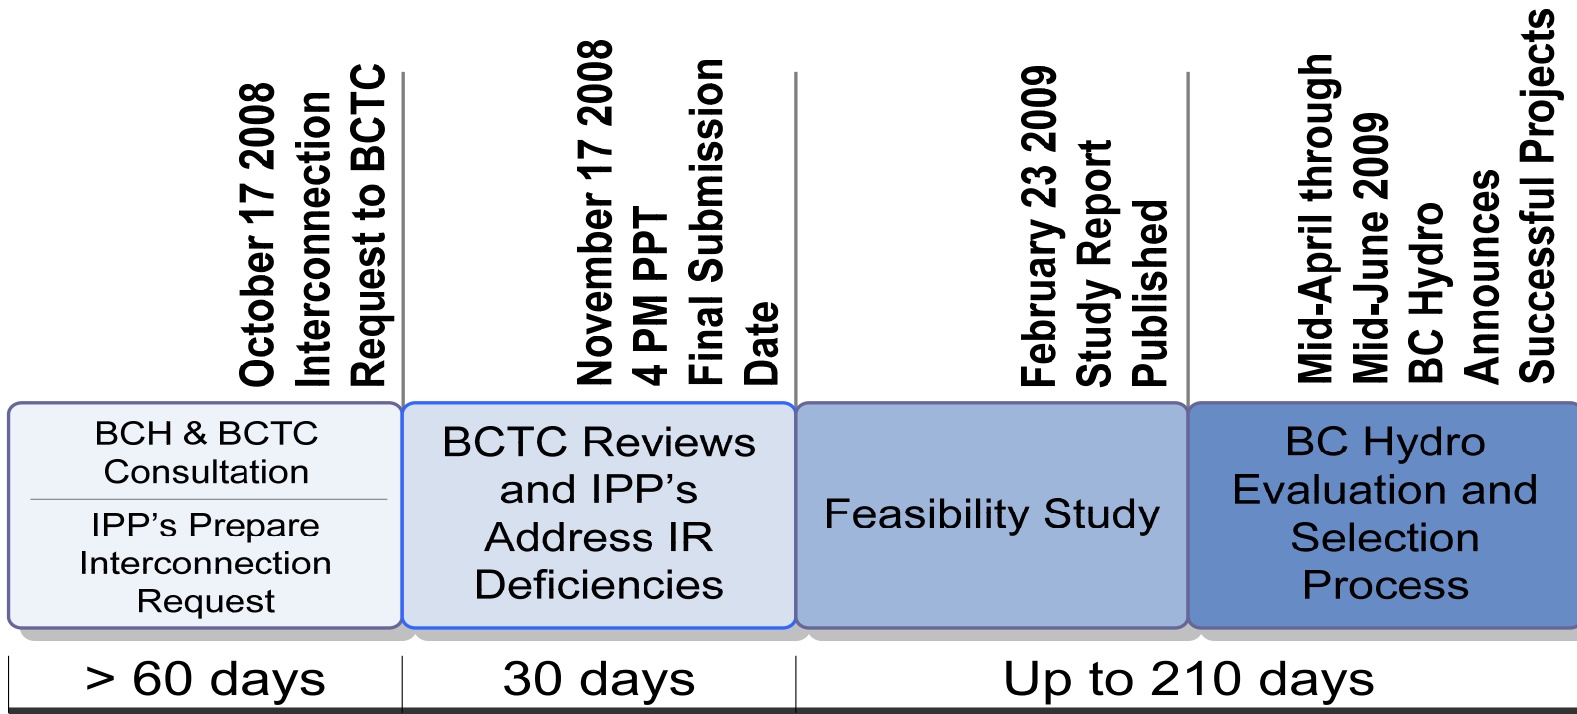 October 17 2008
Interconnection
Request to BCTC
November 17 2008
4 PM PPT
Final Submission
Date
February 23 2009
Study Report
Published
Mid-April through
Mid-June 2009
BC Hydro
Announces
Successful Projects
BCH & BCTC
Consultation
IPP's Prepare
Interconnection
Request
BCTC Reviews
and IPP's
Address IR
Deficiencies
Feasibility Study
BC Hydro
Evaluation and
Selection
Process
> 60 days
30 days
Up to 210 days